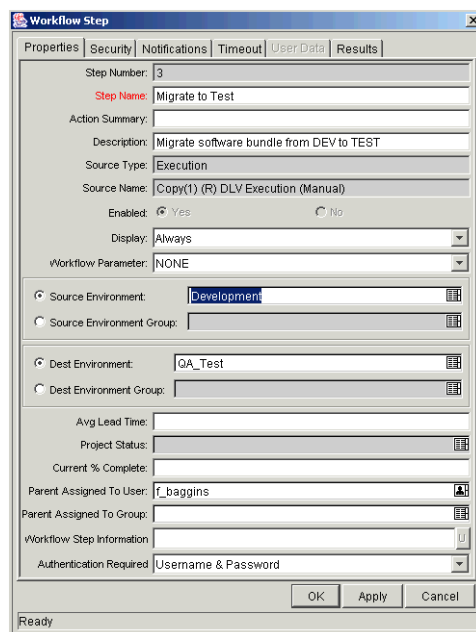 Workflow Step
Properties Security Notifications Timeout User Data Results
Step Number: 3
Step Name: Migrate to Test
Action Summary:
Description: Migrate software bundle from DEV to TEST
Source Type: Execution
Source Name: Copy(1) (R) DLV Execution (Manual)
Enabled: Yes No
Display: Always
Workflow Parameter: NONE
Source Environment: Development
Source Environment Group:
Dest Environment: QA_Test
Dest Environment Group:
Avg Lead Time:
Project Status:
Current % Complete:
Parent Assigned To User: f_baggins
Parent Assigned To Group:
Workflow Step Information U
Authentication Required Username & Password
OK Apply Cancel
Ready